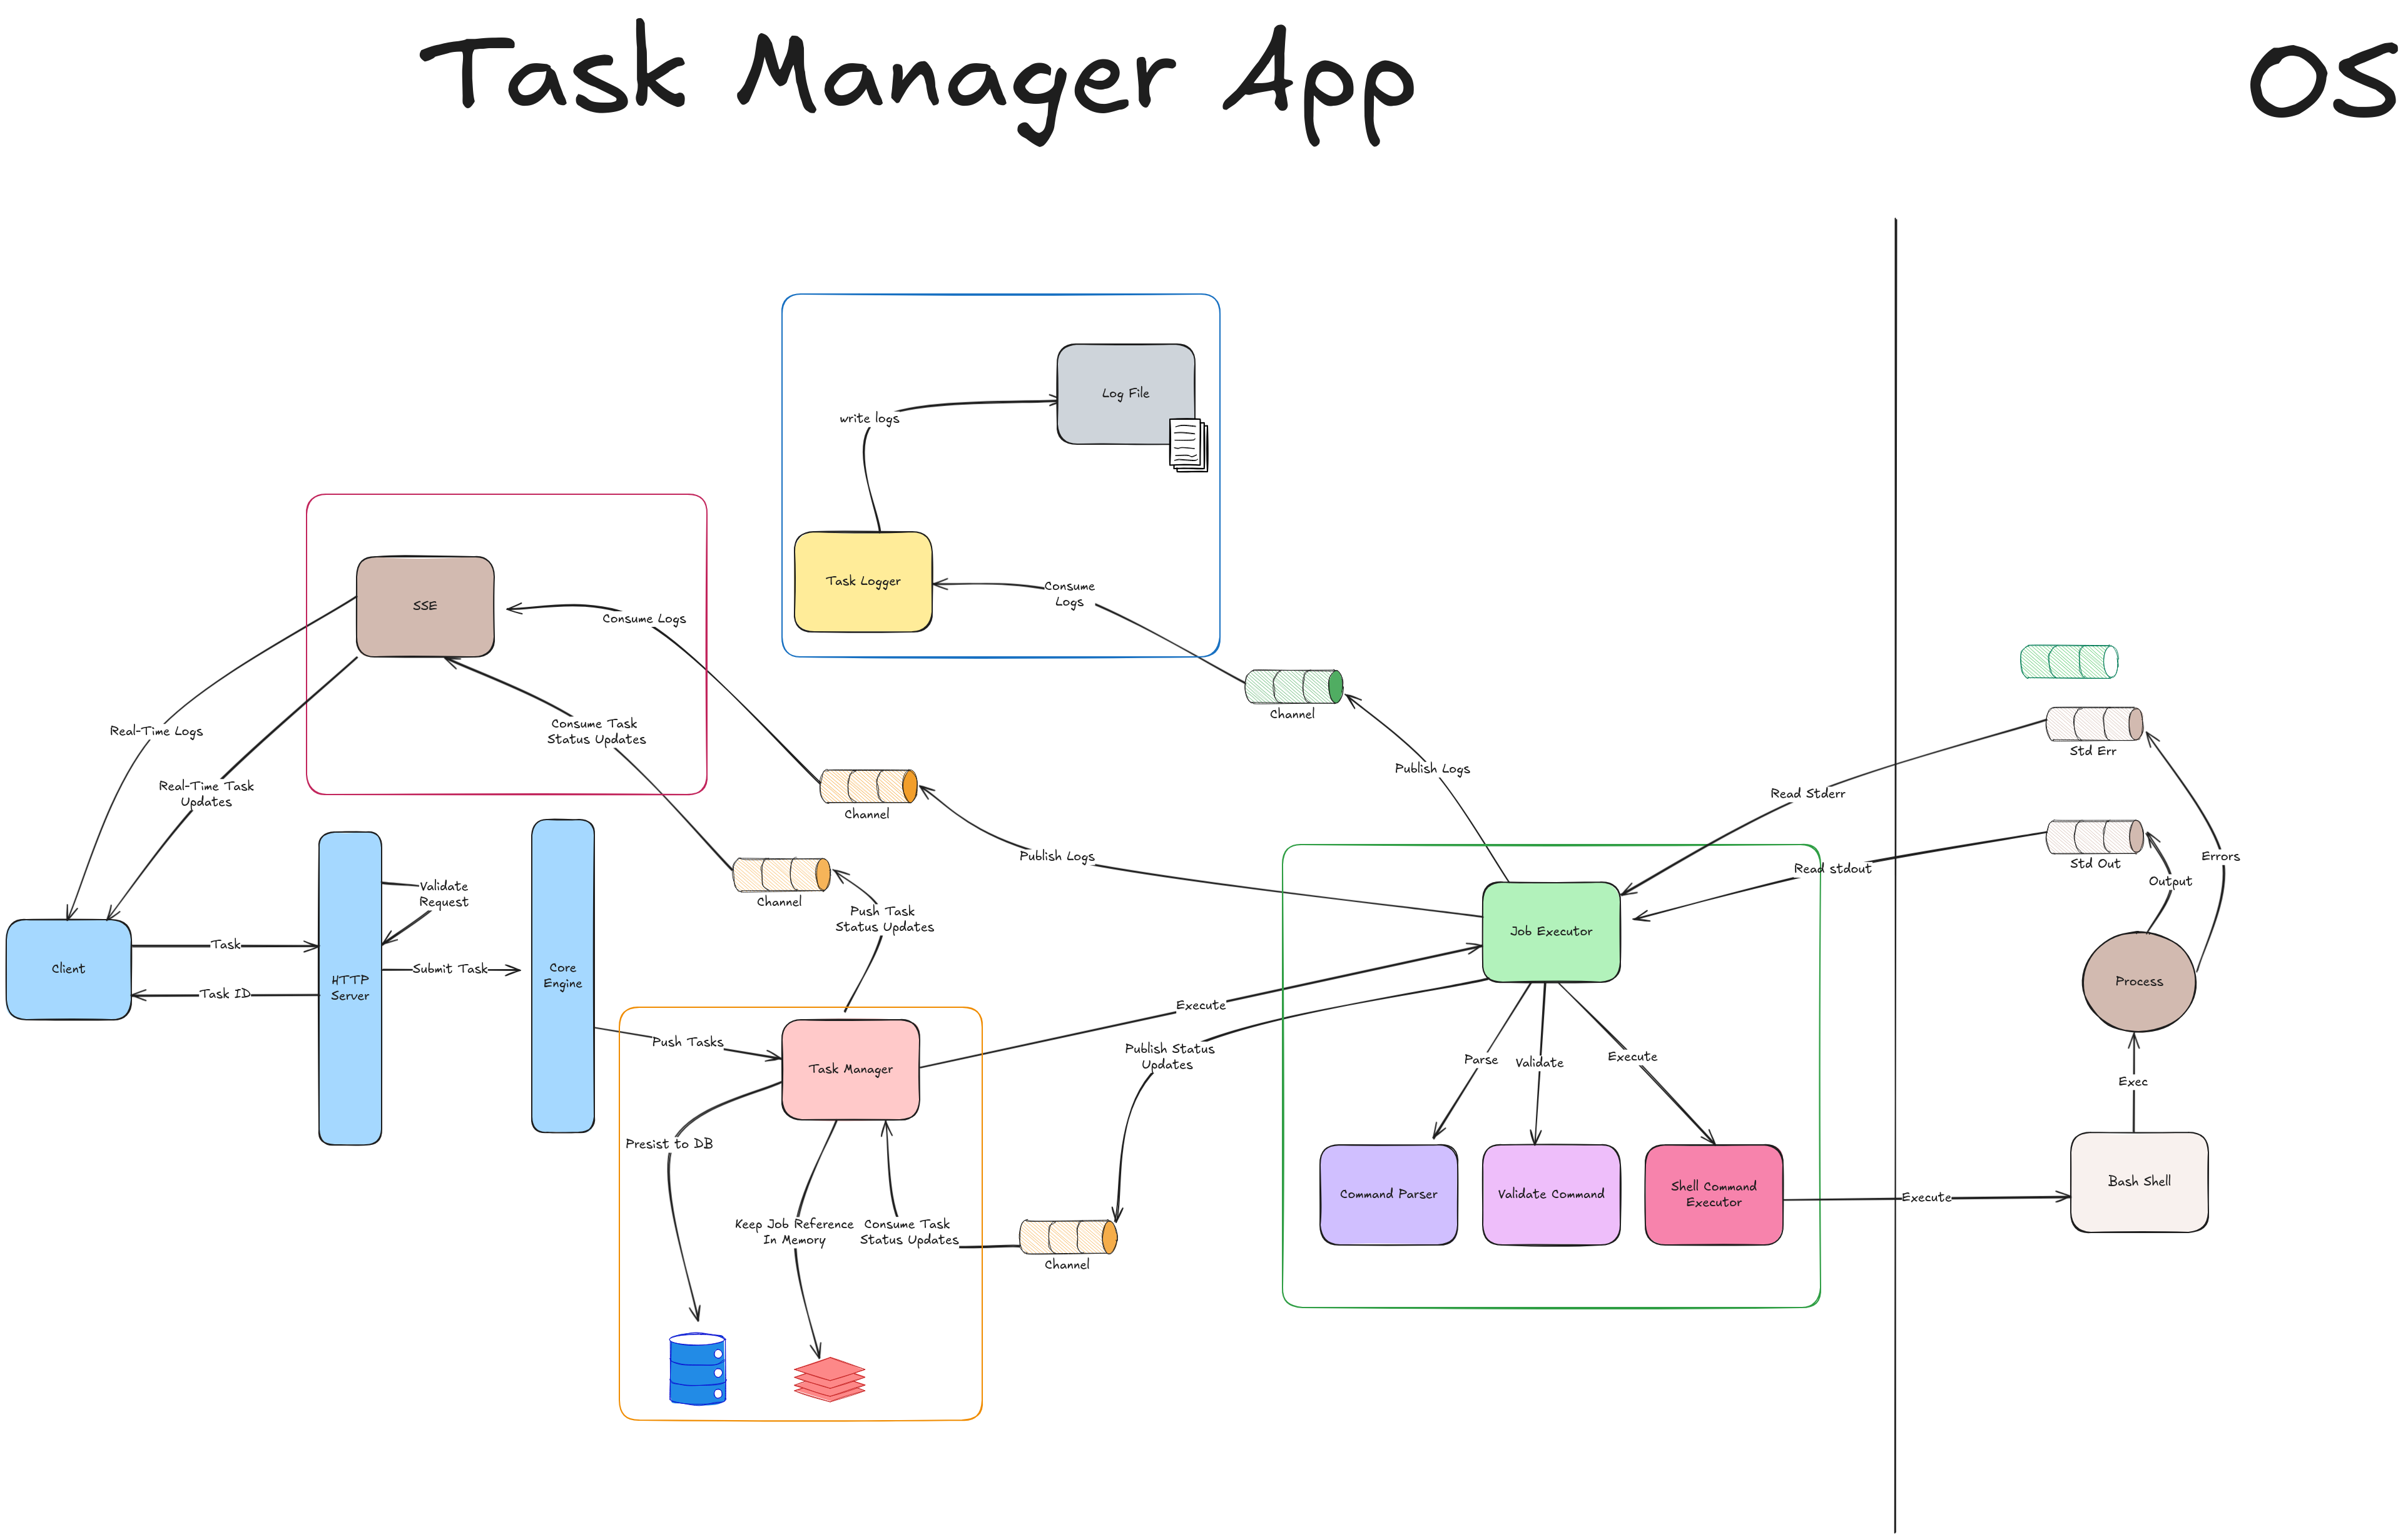 Task Manager App
OS
Log File
write logs
Task Logger
Consume
Logs
SSE
Consume Logs
Consume Task
Status Updates
Real-Time Logs
Real-Time Task
Updates
Channel
Channel
Channel
Publish Logs
Publish Logs
Push Task
Status Updates
Read Stderr
Std Err
Read stdout
Std Out
Errors
Output
Validate
Request
Client
Task
Task ID
HTTP
Server
Submit Task
Core
Engine
Push Tasks
Task Manager
Execute
Job Executor
Process
Publish Status
Updates
Parse
Validate
Execute
Exec
Presist to DB
Keep Job Reference
In Memory
Consume Task
Status Updates
Channel
Command Parser
Validate Command
Shell Command
Executor
Execute
Bash Shell